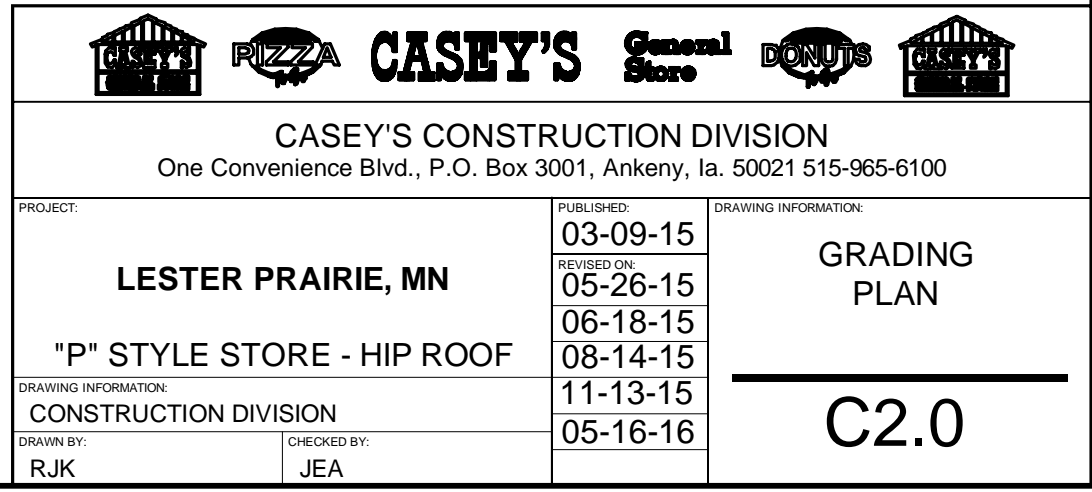 CASEY'S
PIZZA
CASEY'S
General
Store
DONUTS
CASEY'S
CASEY'S CONSTRUCTION DIVISION
One Convenience Blvd., P.O. Box 3001, Ankeny, Ia. 50021 515-965-6100
PROJECT:
LESTER PRAIRIE, MN
"P" STYLE STORE - HIP ROOF
DRAWING INFORMATION:
CONSTRUCTION DIVISION
DRAWN BY:
RJK
CHECKED BY:
JEA
PUBLISHED:
03-09-15
REVISED ON:
05-26-15
06-18-15
08-14-15
11-13-15
05-16-16
DRAWING INFORMATION:
GRADING
PLAN
C2.0